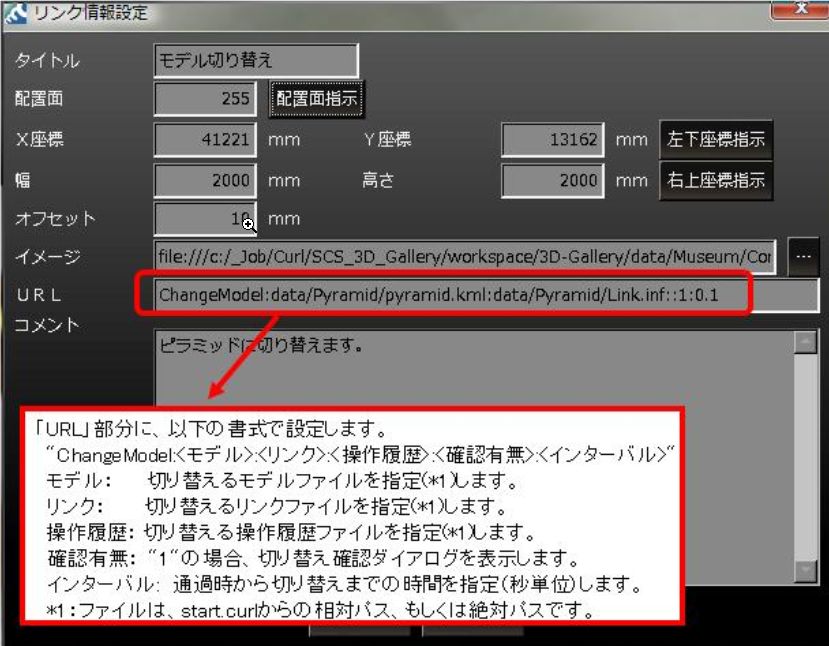 リンク情報設定
タイトル モデル切り替え
配置面 255 配置面指示
X座標 41221 mm Y座標 13162 mm 左下座標指示
幅 2000 mm 高さ 2000 mm 右上座標指示
オフセット 10 mm
イメージ file:///c:/_Job/Curl/SCS_3D_Gallery/workspace/3D-Gallery/data/Museum/Cor ...
URL ChangeModel:data/Pyramid/pyramid.kml:data/Pyramid/Link.inf::1:0.1
コメント
ピラミッドに切り替えます。
「URL」部分に、以下の書式で設定します。
"ChangeModel:<モデル>:<リンク>:<操作履歴>:<確認有無>:<インターバル>"
モデル: 切り替えるモデルファイルを指定(*1)します。
リンク: 切り替えるリンクファイルを指定(*1)します。
操作履歴: 切り替える操作履歴ファイルを指定(*1)します。
確認有無: "1"の場合、切り替え確認ダイアログを表示します。
インターバル: 通過時から切り替えまでの時間を指定(秒単位)します。
*1:ファイルは、start.curlからの相対パス、もしくは絶対パスです。